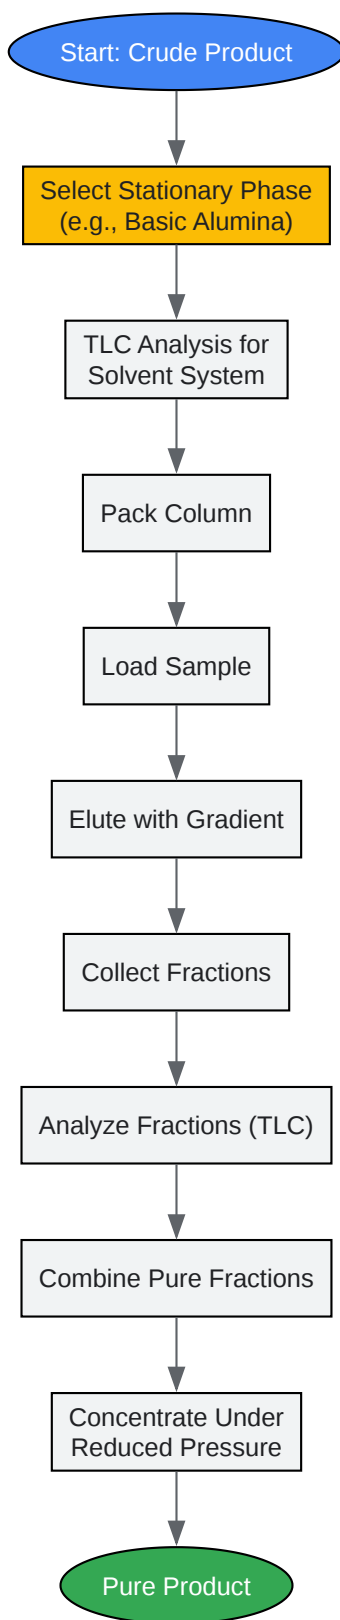 Start: Crude Product
Select Stationary Phase
(e.g., Basic Alumina)
TLC Analysis for
Solvent System
Pack Column
Load Sample
Elute with Gradient
Collect Fractions
Analyze Fractions (TLC)
Combine Pure Fractions
Concentrate Under
Reduced Pressure
Pure Product